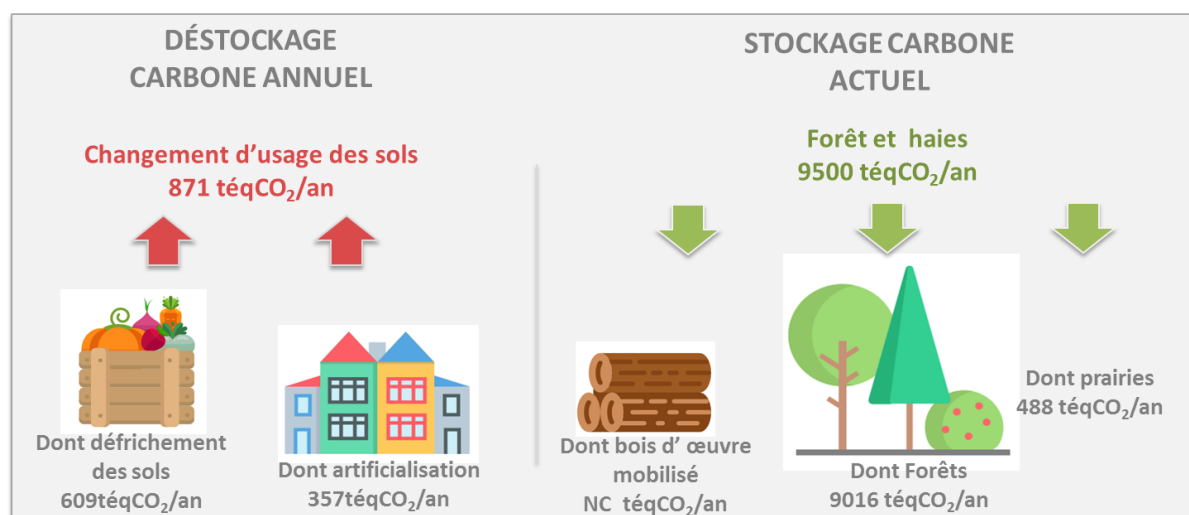 DÉSTOCKAGE
CARBONE ANNUEL
Changement d’usage des sols
871 téqCO₂/an
Dont défrichement
des sols
609téqCO₂/an
Dont artificialisation
357téqCO₂/an
STOCKAGE CARBONE
ACTUEL
Forêt et haies
9500 téqCO₂/an
Dont bois d’ œuvre
mobilisé
NC téqCO₂/an
Dont Forêts
9016 téqCO₂/an
Dont prairies
488 téqCO₂/an